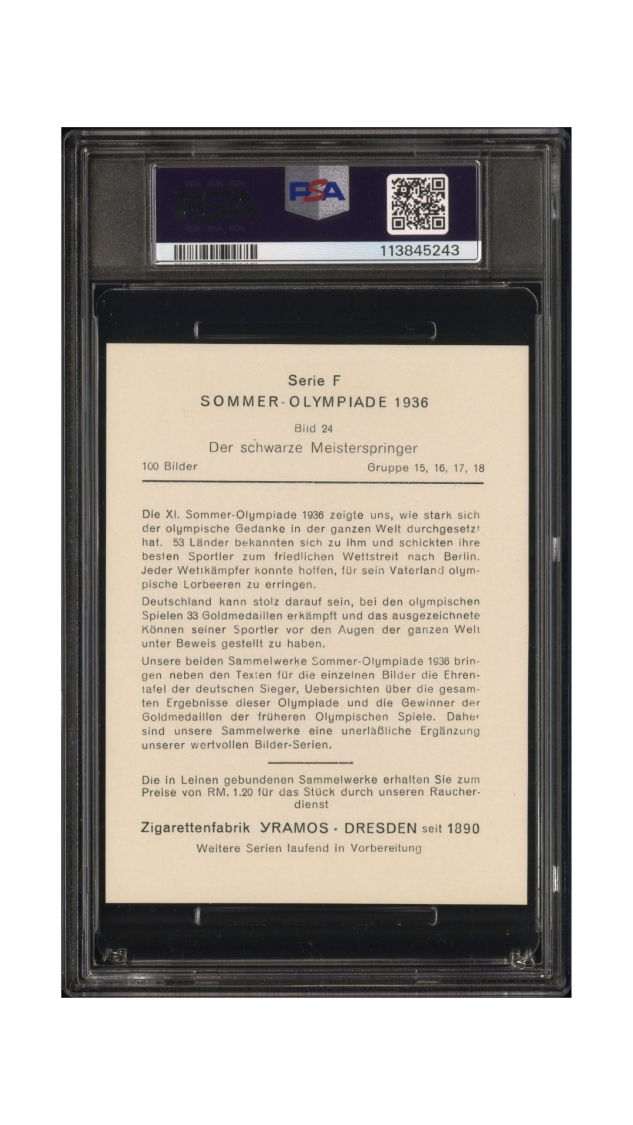 PSA
113845243
Serie F
SOMMER-OLYMPIADE 1936
Bild 24
Der schwarze Meisterspringer
100 Bilder Gruppe 15, 16, 17, 18
Die XI. Sommer-Olympiade 1936 zeigte uns, wie stark sich
der olympische Gedanke in der ganzen Welt durchgesetzt
hat. 53 Länder bekannten sich zu ihm und schickten ihre
besten Sportler zum friedlichen Wettstreit nach Berlin.
Jeder Wettkämpfer konnte hoffen, für sein Vaterland olym-
pische Lorbeeren zu erringen.
Deutschland kann stolz darauf sein, bei den olympischen
Spielen 33 Goldmedaillen erkämpft und das ausgezeichnete
Können seiner Sportler vor den Augen der ganzen Welt
unter Beweis gestellt zu haben.
Unsere beiden Sammelwerke Sommer-Olympiade 1936 brin-
gen neben den Texten für die einzelnen Bilder die Ehren-
tafel der deutschen Sieger, Uebersichten über die gesam-
ten Ergebnisse dieser Olympiade und die Gewinner der
Goldmedaillen der früheren Olympischen Spiele. Daher
sind unsere Sammelwerke eine unerläßliche Ergänzung
unserer wertvollen Bilder-Serien.
Die in Leinen gebundenen Sammelwerke erhalten Sie zum
Preise von RM. 1.20 für das Stück durch unseren Raucher-
dienst
Zigarettenfabrik YRAMOS · DRESDEN seit 1890
Weitere Serien laufend in Vorbereitung